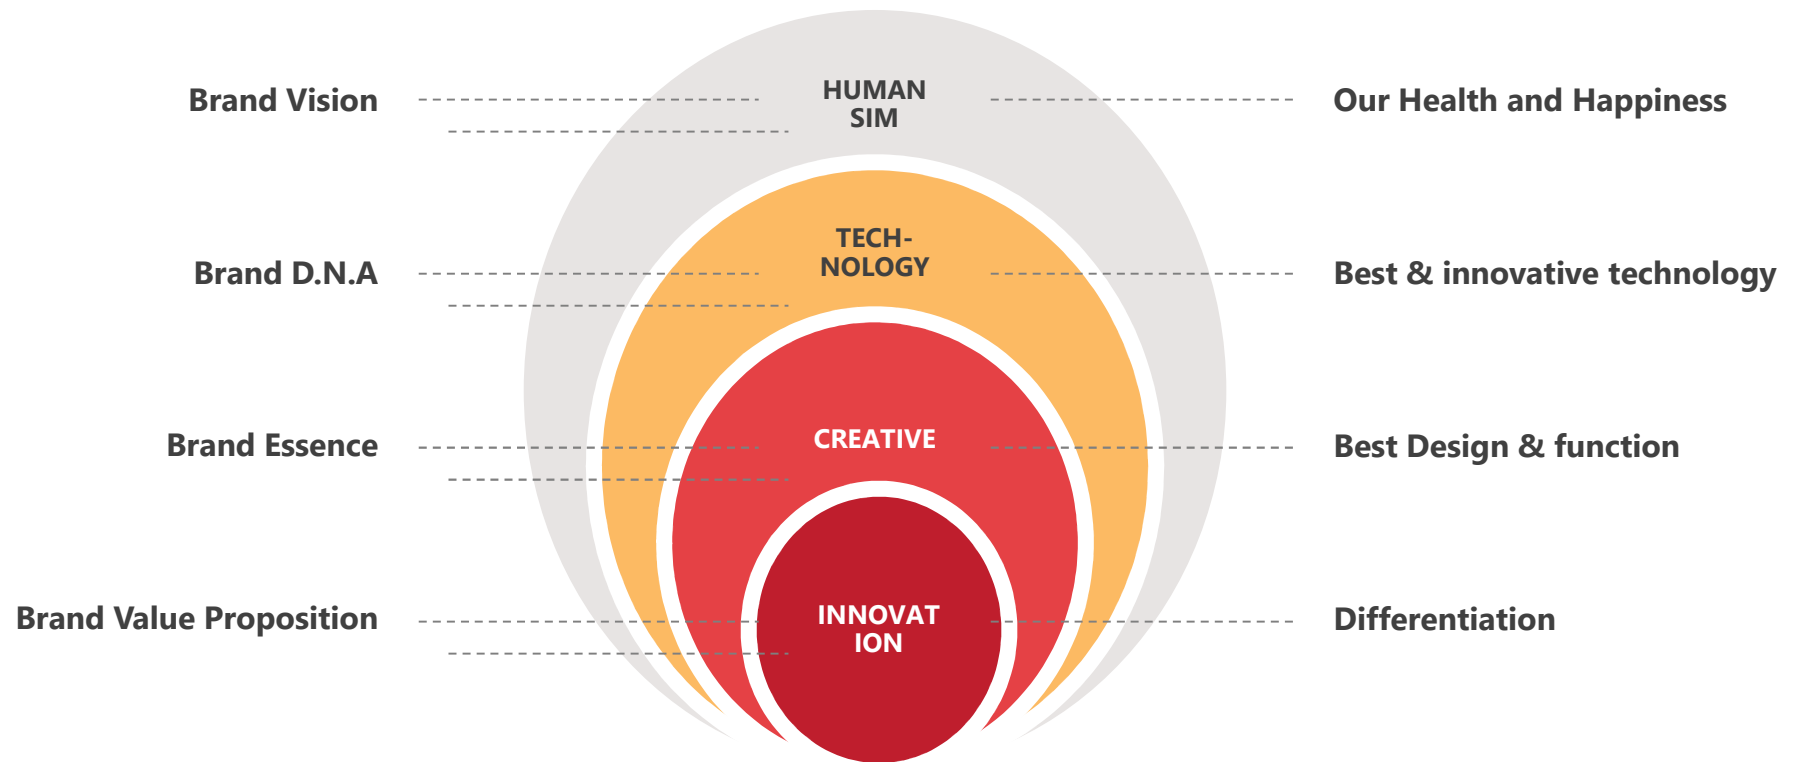 Brand Vision
HUMAN
SIM
Our Health and Happiness
Brand D.N.A
TECH-
NOLOGY
Best & innovative technology
Brand Essence
CREATIVE
Best Design & function
Brand Value Proposition
INNOVAT
ION
Differentiation